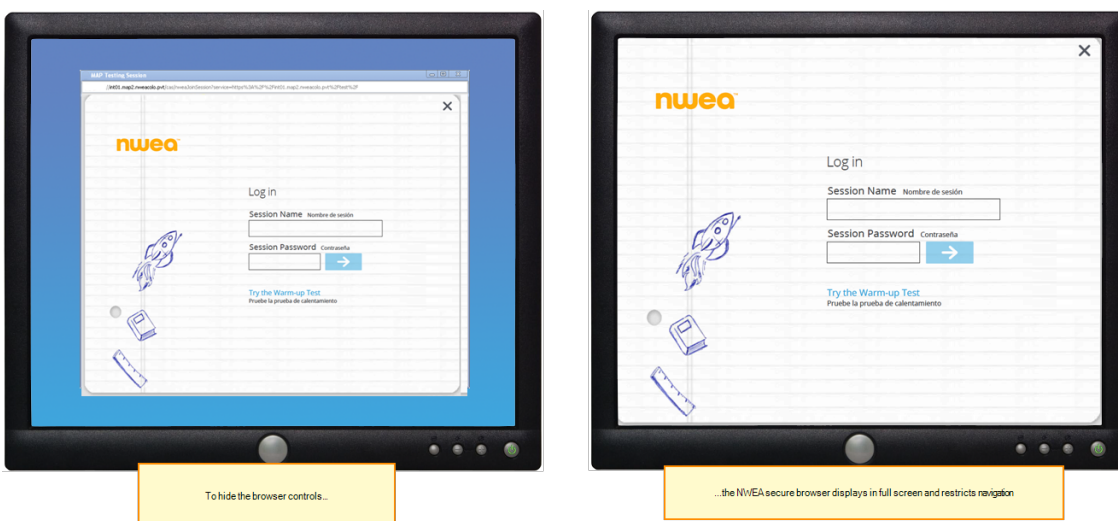 MAP Testing Session
nwea
Log in
Session Name Nombre de sesión
Session Password Contraseña
Try the Warm-up Test
Pruebe la prueba de calentamiento
To hide the browser controls...
nwea
Log in
Session Name Nombre de sesión
Session Password Contraseña
Try the Warm-up Test
Pruebe la prueba de calentamiento
...the NWEA secure browser displays in full screen and restricts navigation